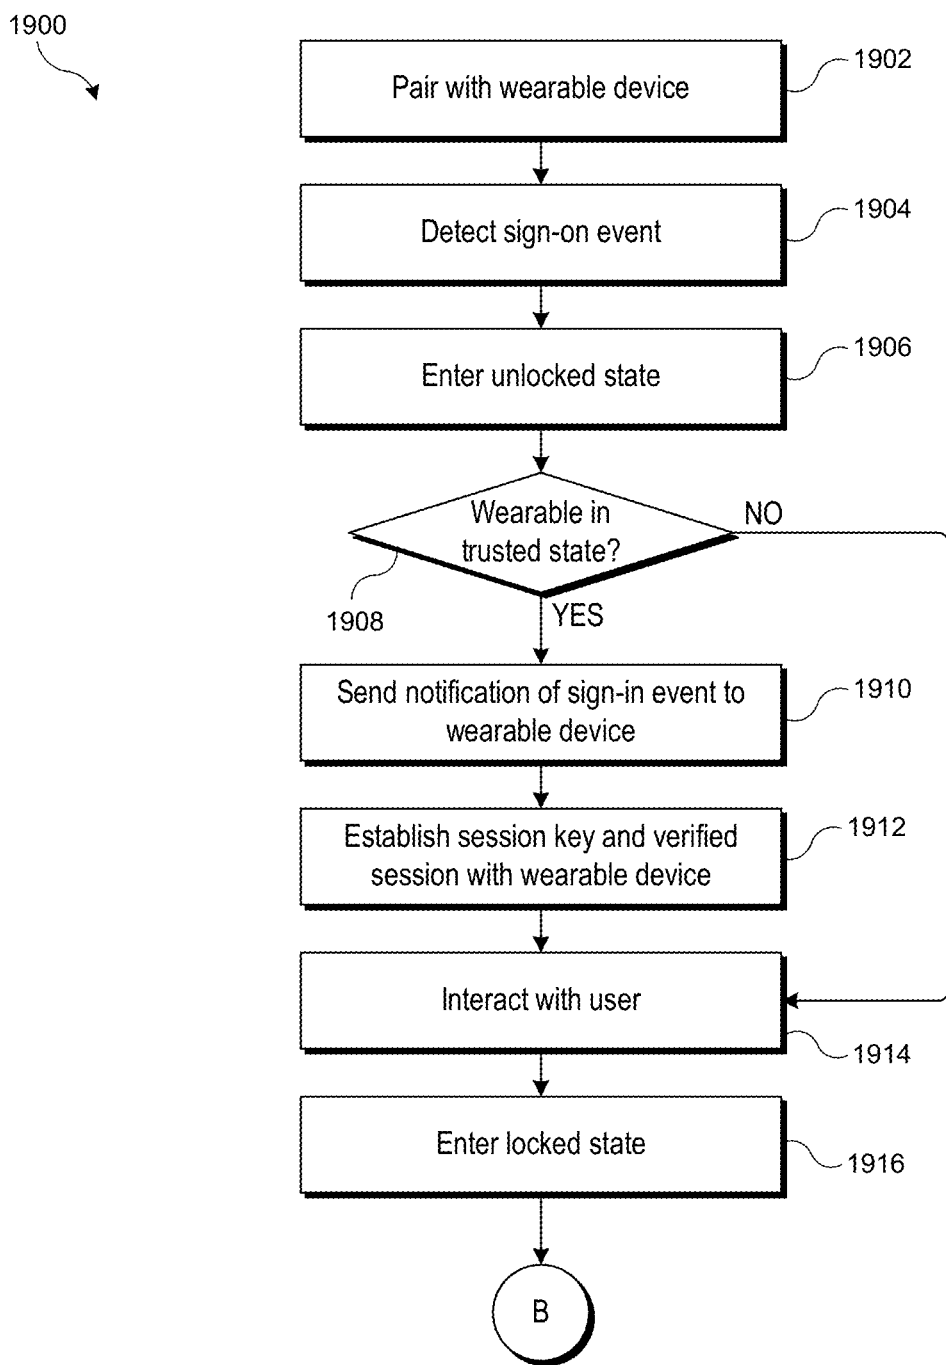 1900
Pair with wearable device
1902
Detect sign-on event
1904
Enter unlocked state
1906
Wearable in
trusted state?
NO
1908
YES
Send notification of sign-in event to
wearable device
1910
Establish session key and verified
session with wearable device
1912
Interact with user
1914
Enter locked state
1916
B